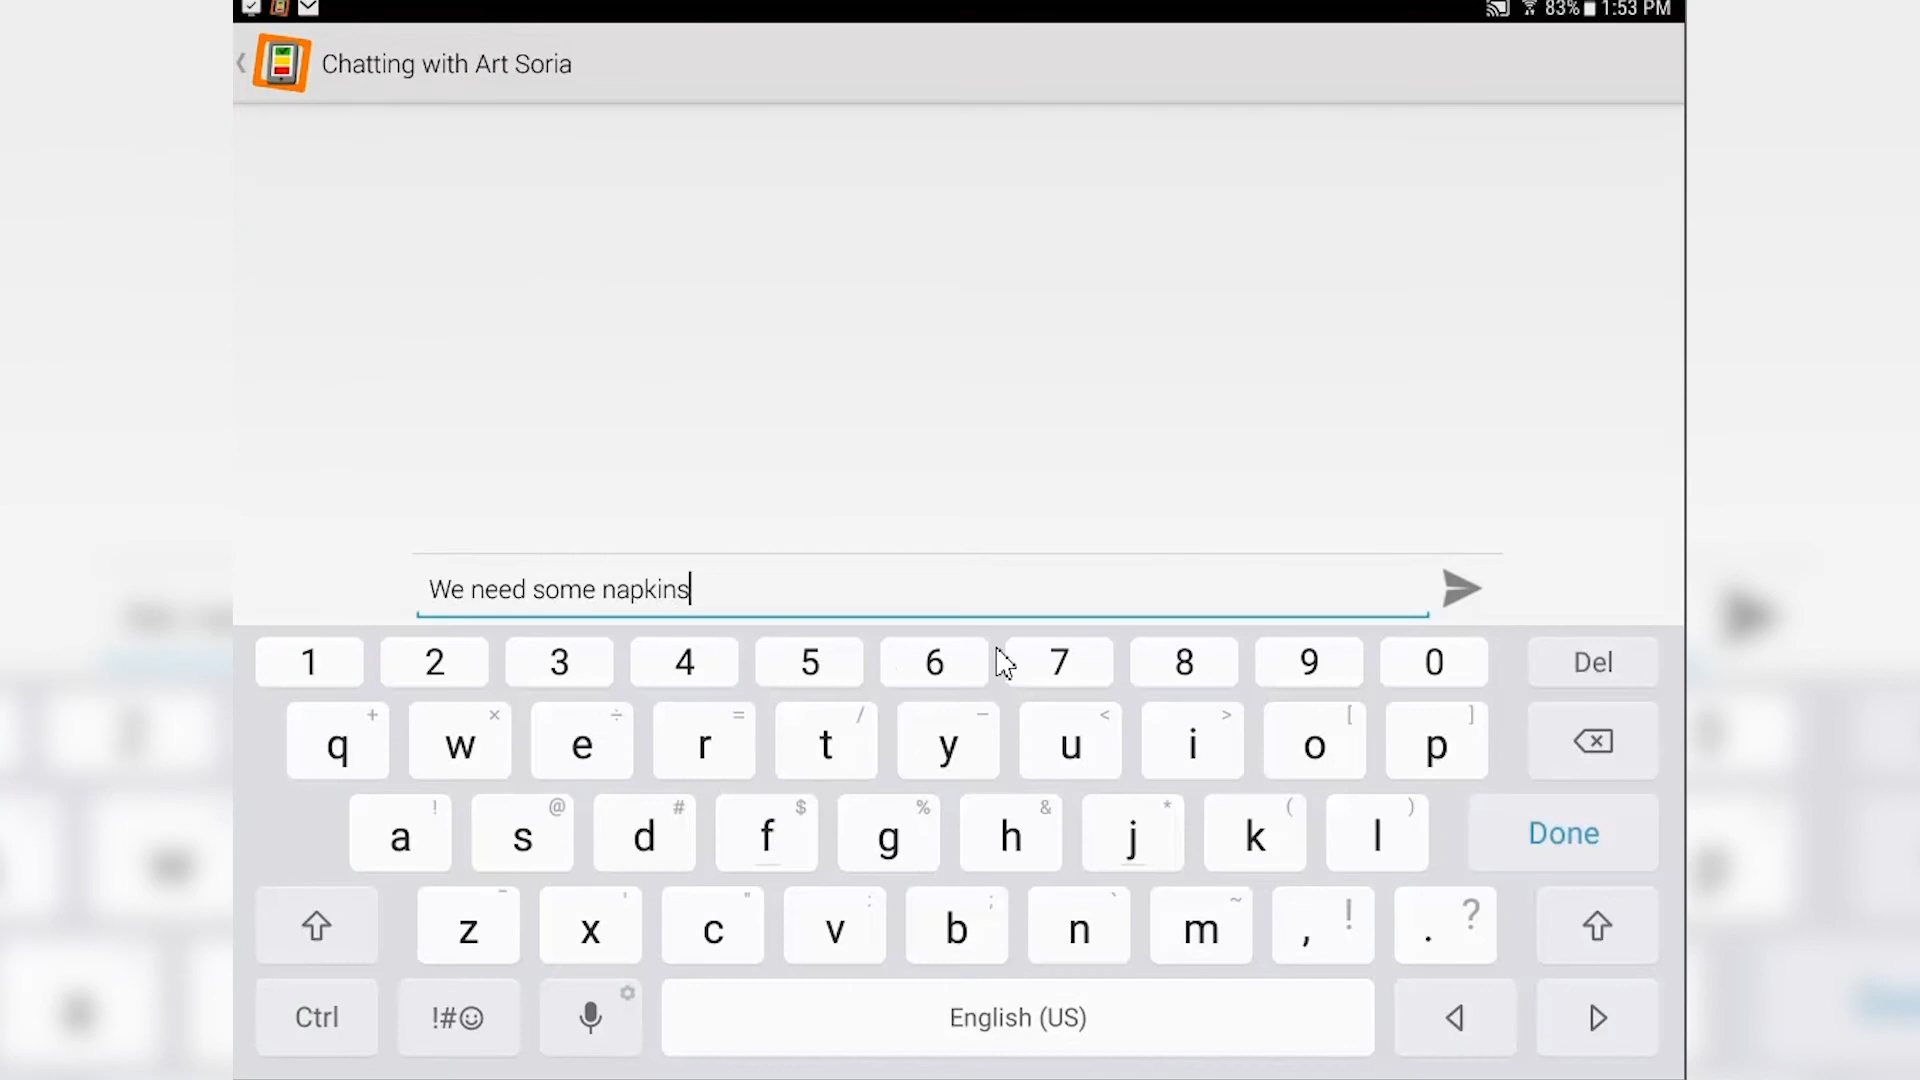 83% 1:53 PM
Chatting with Art Soria
We need some napkins
1 2 3 4 5 6 7 8 9 0 Del
+ × ÷ = / − < > [ ]
q w e r t y u i o p
! @ # $ % & * ( )
a s d f g h j k l Done
- ' " : ; ` ~ ! ?
z x c v b n m , .
Ctrl !#☺ English (US)